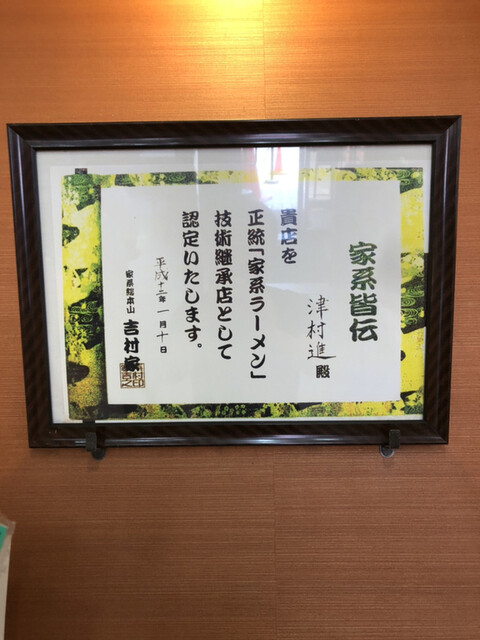 家系皆伝
津村進 殿
貴店を
正統「家系ラーメン」
技術継承店として
認定いたします。
平成十二年 一月十日
家系総本山
吉村家